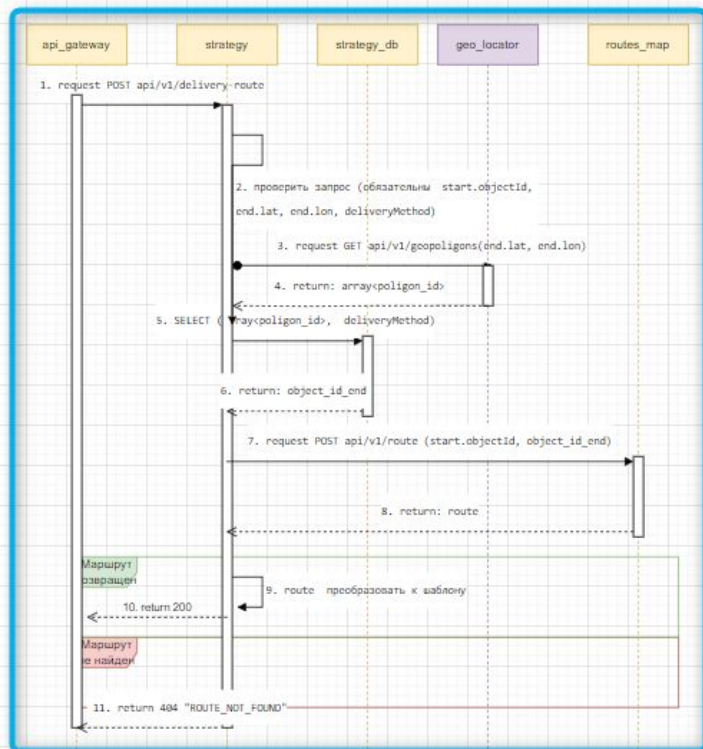 api_gateway
strategy
strategy_db
geo_locator
routes_map
1. request POST api/v1/delivery-route
2. проверить запрос (обязательны start.objectId,
end.lat, end.lon, deliveryMethod)
3. request GET api/v1/geopoligons(end.lat, end.lon)
4. return: array<poligon_id>
5. SELECT ( ray<poligon_id>, deliveryMethod)
6. return: object_id_end
7. request POST api/v1/route (start.objectId, object_id_end)
8. return: route
Маршрут
озвращен
9. route преобразовать к шаблону
10. return 200
Маршрут
е найден
11. return 404 "ROUTE_NOT_FOUND"